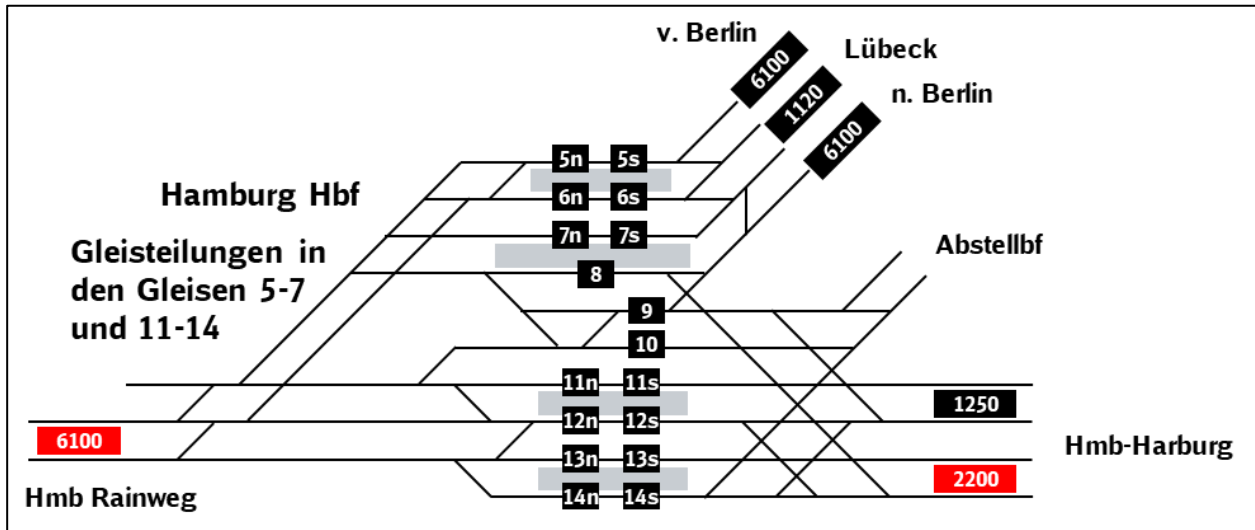 v. Berlin
6100
Lübeck
1120
n. Berlin
6100
5n 5s
Hamburg Hbf
6n 6s
7n 7s
Gleisteilungen in
den Gleisen 5-7
und 11-14
Abstellbf
8
9
10
11n 11s
1250
12n 12s
6100
Hmb-Harburg
13n 13s
2200
Hmb Rainweg
14n 14s